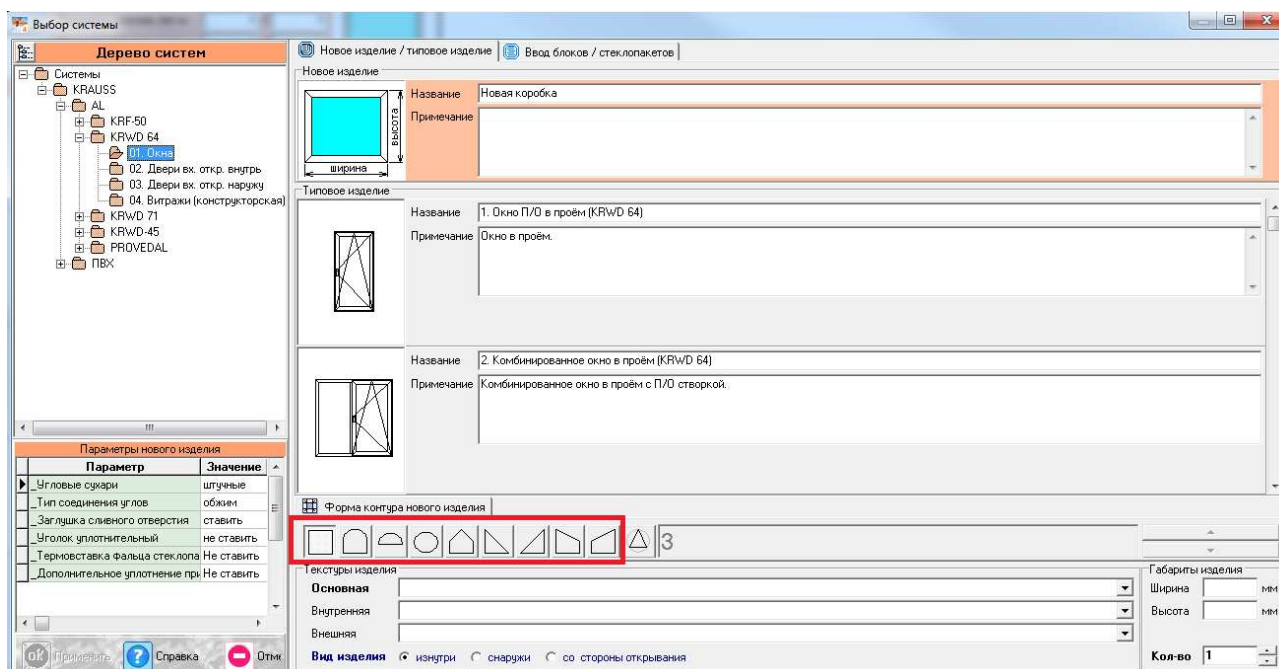 Выбор системы
Дерево систем
Системы
KRAUSS
AL
KRF-50
KRWD 64
01. Окна
02. Двери вх. откр. внутрь
03. Двери вх. откр. наружу
04. Витражи (конструкторская)
KRWD 71
KRWD-45
PROVEDAL
ПВХ
Параметры нового изделия
Параметр Значение
_Угловые сухари штучные
_Тип соединения углов обжим
_Заглушка сливного отверстия ставить
_Уголок уплотнительный не ставить
_Термовставка фальца стеклопа Не ставить
_Дополнительное уплотнение при Не ставить
ok Применить ? Справка Отме
Новое изделие / типовое изделие Ввод блоков / стеклопакетов
Новое изделие
высота
ширина
Название Новая коробка
Примечание
Типовое изделие
Название 1. Окно П/О в проём (KRWD 64)
Примечание Окно в проём.
Название 2. Комбинированное окно в проём (KRWD 64)
Примечание Комбинированное окно в проём с П/О створкой.
Форма контура нового изделия
3
Текстуры изделия
Основная
Внутренняя
Внешняя
Вид изделия изнутри снаружи со стороны открывания
Габариты изделия
Ширина мм
Высота мм
Кол-во 1